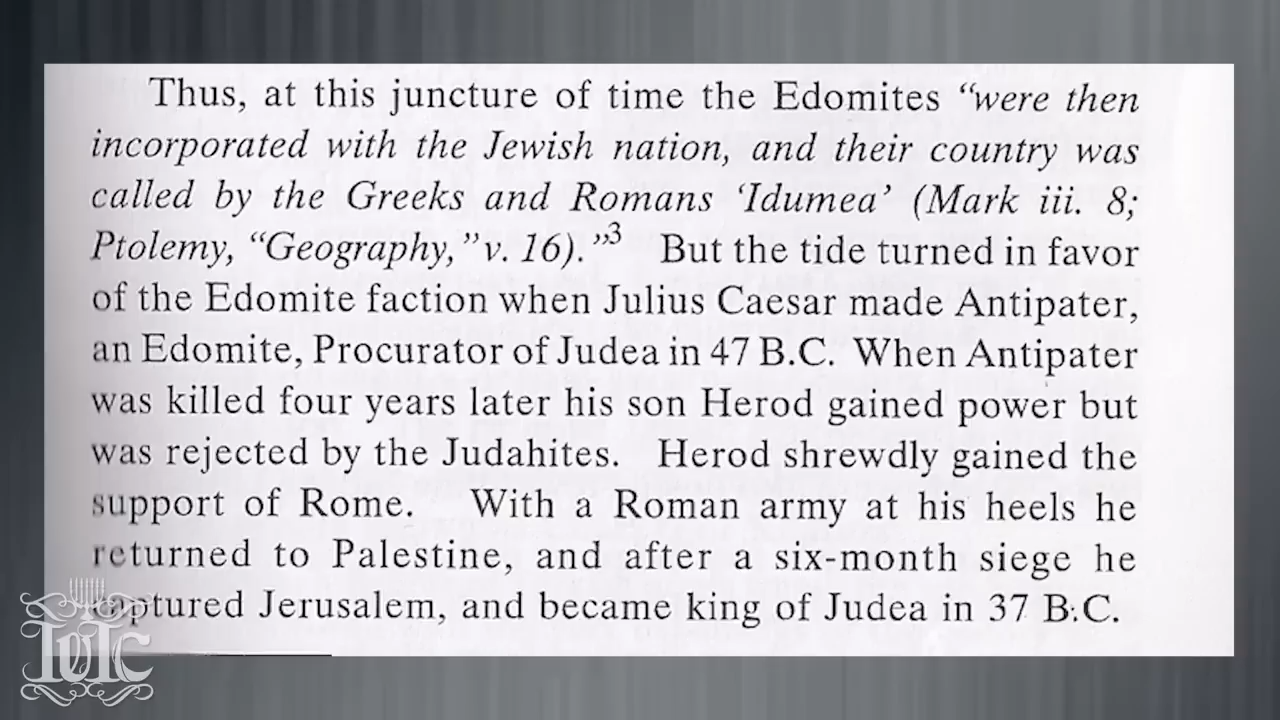 Thus, at this juncture of time the Edomites “were then
incorporated with the Jewish nation, and their country was
called by the Greeks and Romans ‘Idumea’ (Mark iii. 8;
Ptolemy, “Geography,” v. 16).”3 But the tide turned in favor
of the Edomite faction when Julius Caesar made Antipater,
an Edomite, Procurator of Judea in 47 B.C. When Antipater
was killed four years later his son Herod gained power but
was rejected by the Judahites. Herod shrewdly gained the
support of Rome. With a Roman army at his heels he
returned to Palestine, and after a six-month siege he
captured Jerusalem, and became king of Judea in 37 B.C.
IUIC